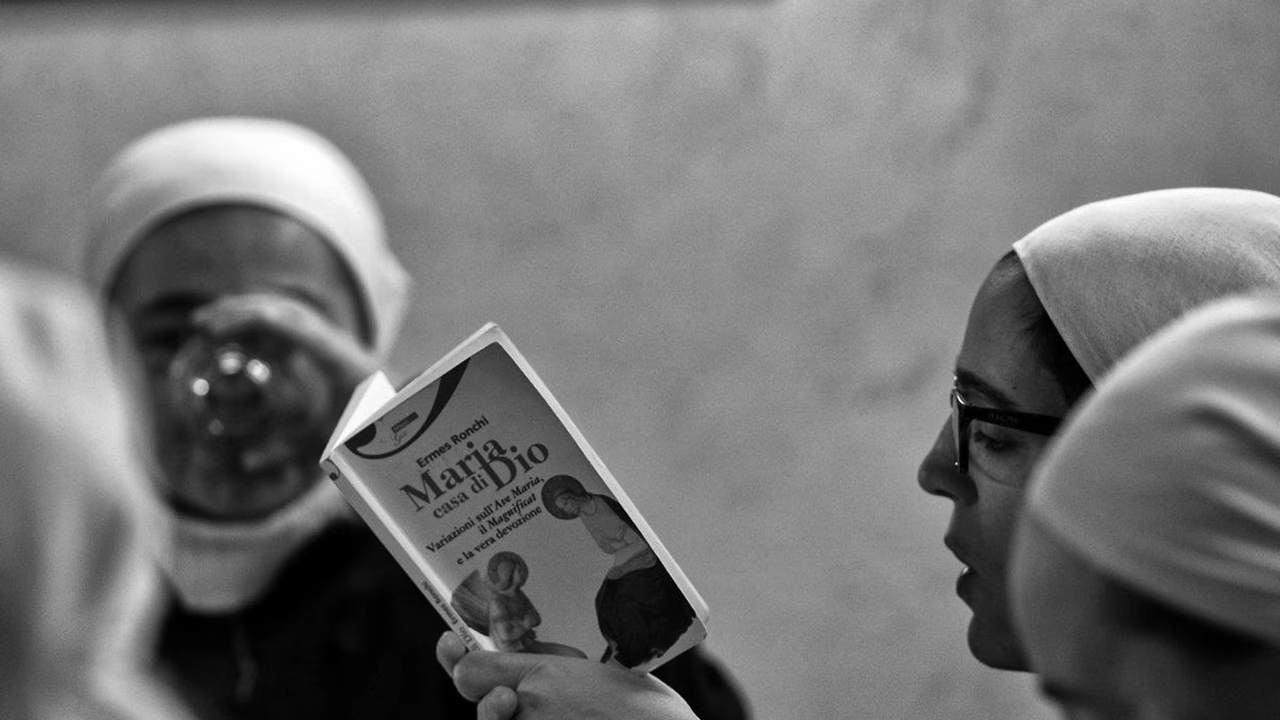 Ermes Ronchi
Maria
casa di Dio
Variazioni sull'Ave Maria,
il Magnificat
e la vera devozione